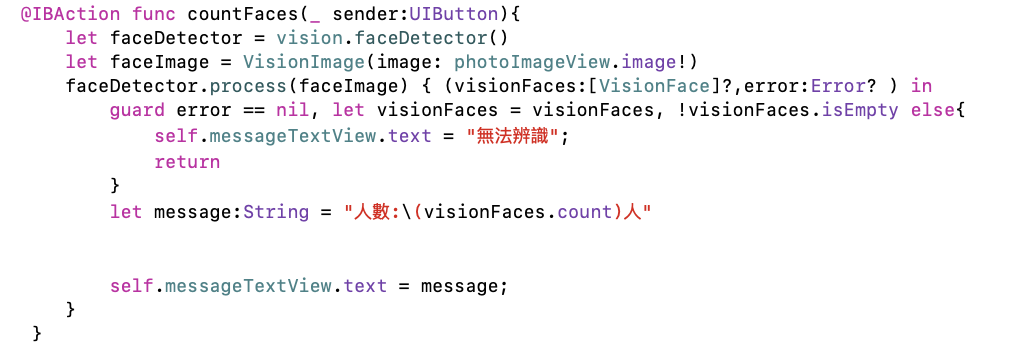 @IBAction func countFaces(_ sender:UIButton){
    let faceDetector = vision.faceDetector()
    let faceImage = VisionImage(image: photoImageView.image!)
    faceDetector.process(faceImage) { (visionFaces:[VisionFace]?,error:Error? ) in
        guard error == nil, let visionFaces = visionFaces, !visionFaces.isEmpty else{
            self.messageTextView.text = "無法辨識";
            return
        }
        let message:String = "人數:\(visionFaces.count)人"
        self.messageTextView.text = message;
    }
 }